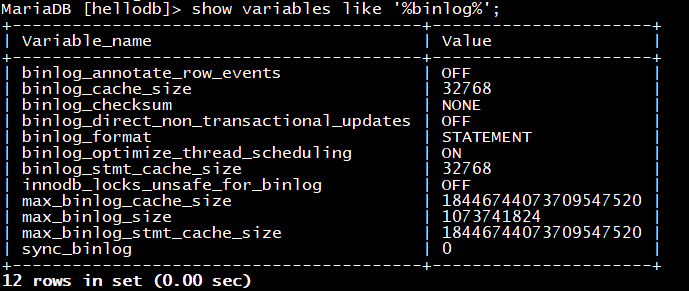 MariaDB [hellodb]> show variables like '%binlog%';
+-----------------------------------------+----------------------+
| Variable_name                           | Value                |
+-----------------------------------------+----------------------+
| binlog_annotate_row_events              | OFF                  |
| binlog_cache_size                       | 32768                |
| binlog_checksum                         | NONE                 |
| binlog_direct_non_transactional_updates | OFF                  |
| binlog_format                           | STATEMENT            |
| binlog_optimize_thread_scheduling       | ON                   |
| binlog_stmt_cache_size                  | 32768                |
| innodb_locks_unsafe_for_binlog          | OFF                  |
| max_binlog_cache_size                   | 18446744073709547520 |
| max_binlog_size                         | 1073741824           |
| max_binlog_stmt_cache_size              | 18446744073709547520 |
| sync_binlog                             | 0                    |
+-----------------------------------------+----------------------+
12 rows in set (0.00 sec)